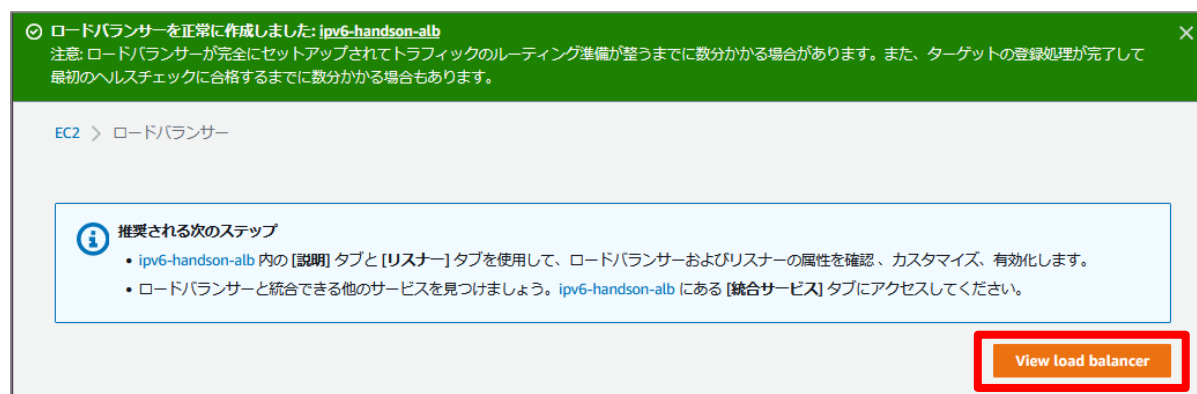 ロードバランサーを正常に作成しました: ipv6-handson-alb
注意: ロードバランサーが完全にセットアップされてトラフィックのルーティング準備が整うまでに数分かかる場合があります。また、ターゲットの登録処理が完了して
最初のヘルスチェックに合格するまでに数分かかる場合もあります。
EC2 > ロードバランサー
推奨される次のステップ
• ipv6-handson-alb 内の [説明] タブと [リスナー] タブを使用して、ロードバランサーおよびリスナーの属性を確認 、カスタマイズ、有効化します。
• ロードバランサーと統合できる他のサービスを見つけましょう。ipv6-handson-alb にある [統合サービス] タブにアクセスしてください。
View load balancer